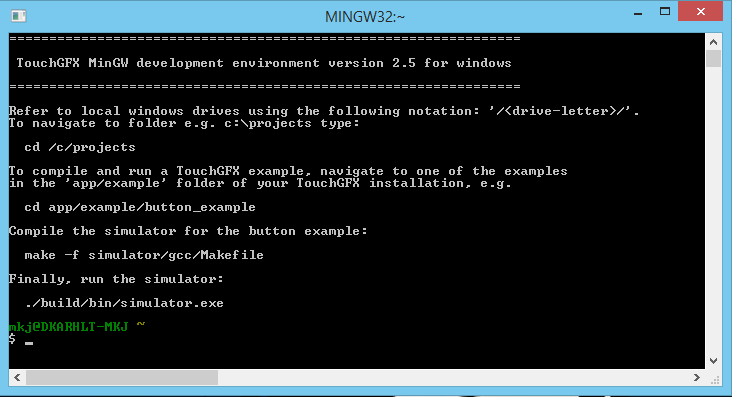 MINGW32:~
================================================================
TouchGFX MinGW development environment version 2.5 for windows
================================================================
Refer to local windows drives using the following notation: '/<drive-letter>/'.
To navigate to folder e.g. c:\projects type:
cd /c/projects
To compile and run a TouchGFX example, navigate to one of the examples
in the 'app/example' folder of your TouchGFX installation, e.g.
cd app/example/button_example
Compile the simulator for the button example:
make -f simulator/gcc/Makefile
Finally, run the simulator:
./build/bin/simulator.exe
mkj@DKARHLT-MKJ ~
$ _